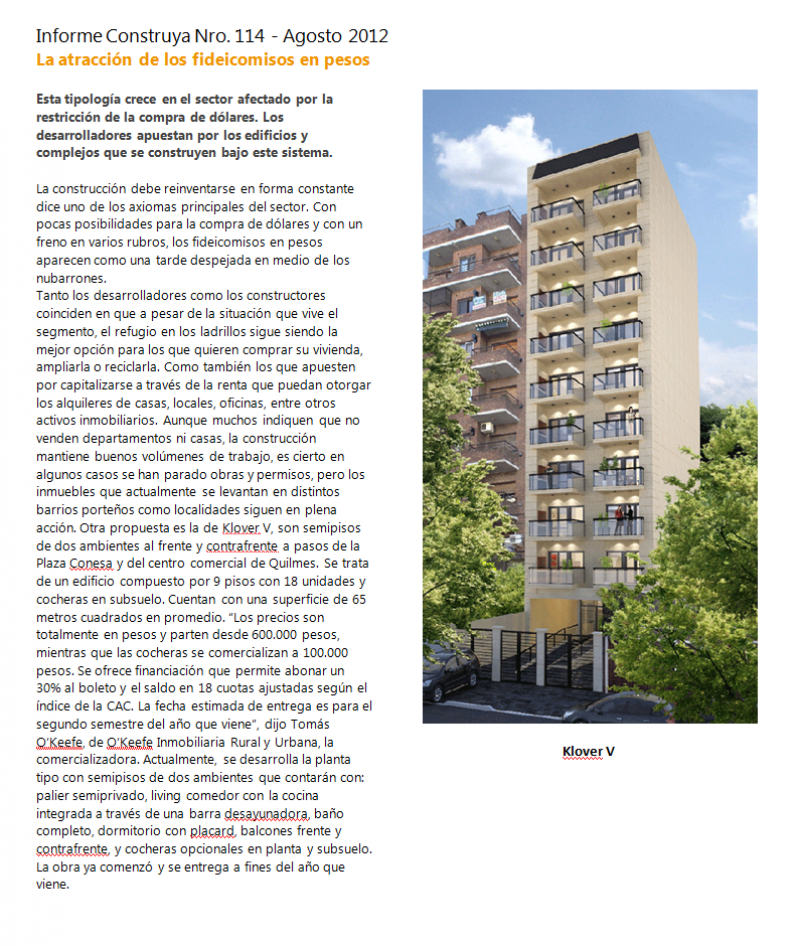 Informe Construya Nro. 114 - Agosto 2012
La atracción de los fideicomisos en pesos
Esta tipología crece en el sector afectado por la
restricción de la compra de dólares. Los
desarrolladores apuestan por los edificios y
complejos que se construyen bajo este sistema.
La construcción debe reinventarse en forma constante
dice uno de los axiomas principales del sector. Con
pocas posibilidades para la compra de dólares y con un
freno en varios rubros, los fideicomisos en pesos
aparecen como una tarde despejada en medio de los
nubarrones.
Tanto los desarrolladores como los constructores
coinciden en que a pesar de la situación que vive el
segmento, el refugio en los ladrillos sigue siendo la
mejor opción para los que quieren comprar su vivienda,
ampliarla o reciclarla. Como también los que apuesten
por capitalizarse a través de la renta que puedan otorgar
los alquileres de casas, locales, oficinas, entre otros
activos inmobiliarios. Aunque muchos indiquen que no
venden departamentos ni casas, la construcción
mantiene buenos volúmenes de trabajo, es cierto en
algunos casos se han parado obras y permisos, pero los
inmuebles que actualmente se levantan en distintos
barrios porteños como localidades siguen en plena
acción. Otra propuesta es la de Klover V, son semipisos
de dos ambientes al frente y contrafrente a pasos de la
Plaza Conesa y del centro comercial de Quilmes. Se trata
de un edificio compuesto por 9 pisos con 18 unidades y
cocheras en subsuelo. Cuentan con una superficie de 65
metros cuadrados en promedio. "Los precios son
totalmente en pesos y parten desde 600.000 pesos,
mientras que las cocheras se comercializan a 100.000
pesos. Se ofrece financiación que permite abonar un
30% al boleto y el saldo en 18 cuotas ajustadas según el
índice de la CAC. La fecha estimada de entrega es para el
segundo semestre del año que viene", dijo Tomás
O'Keefe, de O'Keefe Inmobiliaria Rural y Urbana, la
comercializadora. Actualmente, se desarrolla la planta
tipo con semipisos de dos ambientes que contarán con:
palier semiprivado, living comedor con la cocina
integrada a través de una barra desayunadora, baño
completo, dormitorio con placard, balcones frente y
contrafrente, y cocheras opcionales en planta y subsuelo.
La obra ya comenzó y se entrega a fines del año que
viene.
Klover V